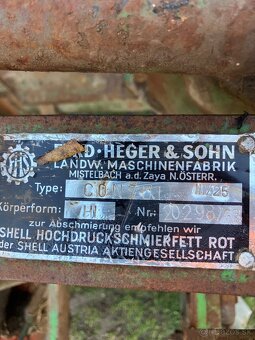 RD·HEGER & SOHN
LANDW. MASCHINENFABRIK
MISTELBACH a.d. Zaya N.ÖSTERR.
Type:
Körperform: Nr.:
zur Abschmierung empfehlen wir
SHELL HOCHDRUCKSCHMIERFETT ROT
der SHELL AUSTRIA AKTIENGESELLSCHAFT